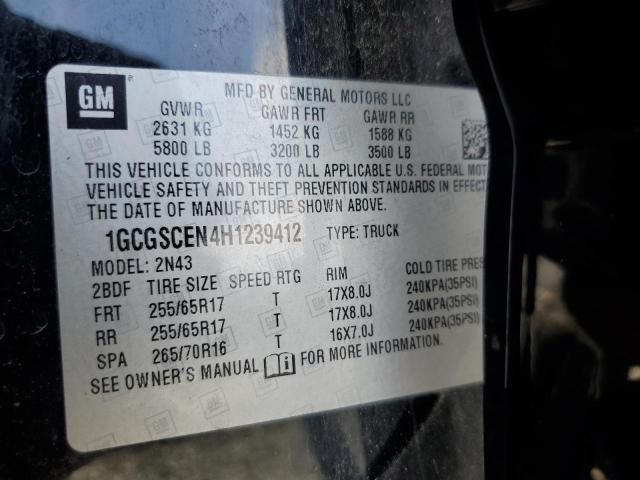 GM
MFD BY GENERAL MOTORS LLC
GVWR GAWR FRT GAWR RR
2631 KG 1452 KG 1588 KG
5800 LB 3200 LB 3500 LB
THIS VEHICLE CONFORMS TO ALL APPLICABLE U.S. FEDERAL MOT
VEHICLE SAFETY AND THEFT PREVENTION STANDARDS IN EFFECT
THE DATE OF MANUFACTURE SHOWN ABOVE.
1GCGSCEN4H1239412 TYPE: TRUCK
MODEL: 2N43
2BDF TIRE SIZE SPEED RTG RIM COLD TIRE PRES
FRT 255/65R17 T 17X8.0J 240KPA(35PSI)
RR 255/65R17 T 17X8.0J 240KPA(35PSI)
SPA 265/70R16 T 16X7.0J 240KPA(35PSI)
SEE OWNER'S MANUAL FOR MORE INFORMATION.